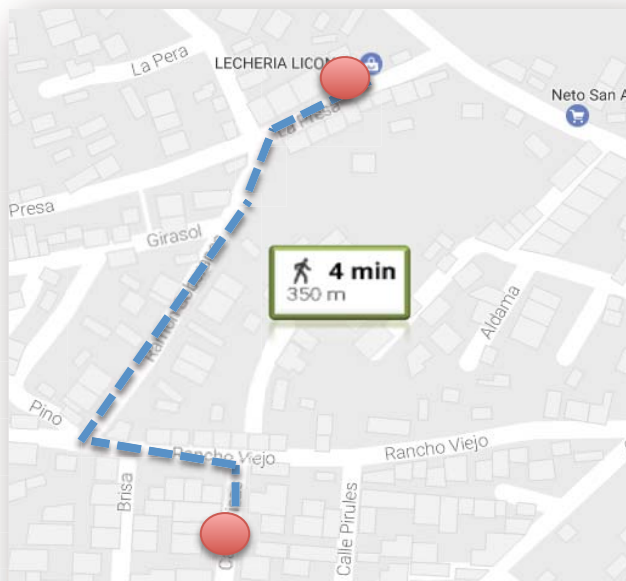 La Pera
LECHERIA LICON
Neto San A
La Presa
Presa
Girasol
4 min
350 m
Aldama
Pino
Rancho Viejo
Rancho Viejo
Brisa
Calle Pirules